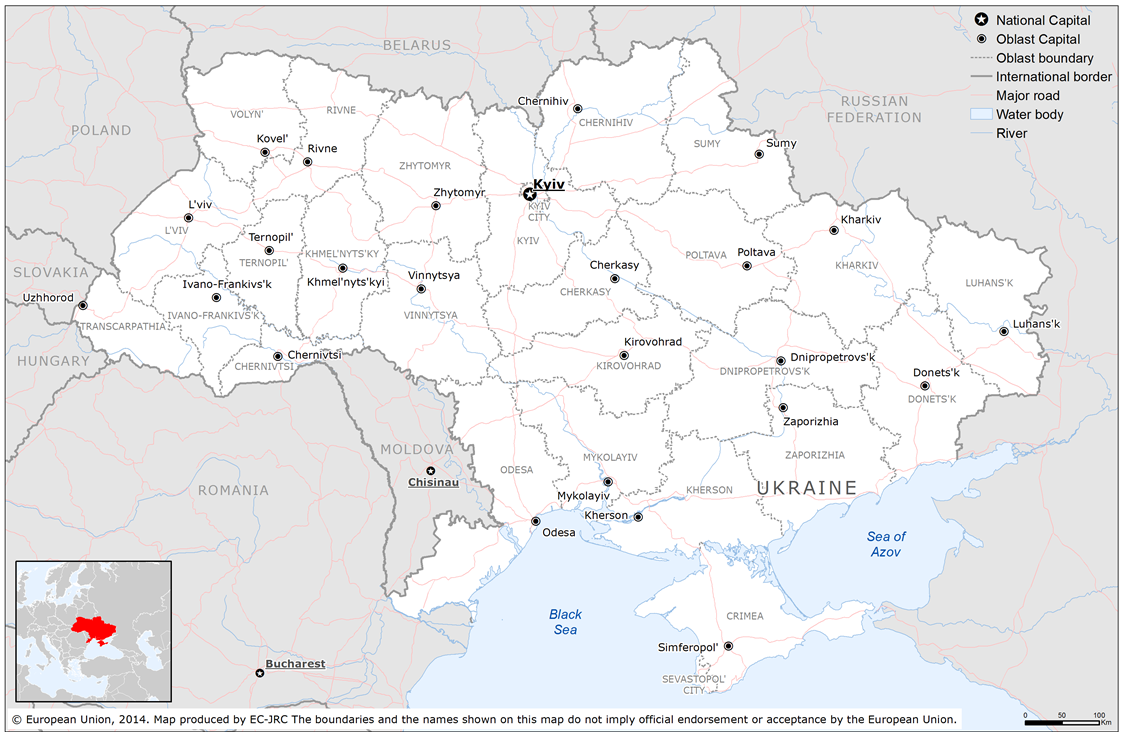 National Capital
Oblast Capital
Oblast boundary
International border
Major road
Water body
River
BELARUS
RUSSIAN
FEDERATION
POLAND
SLOVAKIA
HUNGARY
ROMANIA
MOLDOVA
UKRAINE
Chernihiv
CHERNIHIV
VOLYN'
RIVNE
Kovel'
Rivne
SUMY
Sumy
ZHYTOMYR
Zhytomyr
Kyiv
KYIV
CITY
KYIV
L'viv
L'VIV
Ternopil'
TERNOPIL'
KHMEL'NYTS'KY
Khmel'nyts'kyi
Kharkiv
KHARKIV
Poltava
POLTAVA
Cherkasy
CHERKASY
Vinnytsya
VINNYTSYA
Ivano-Frankivs'k
IVANO-FRANKIVS'K
Uzhhorod
TRANSCARPATHIA
LUHANS'K
Luhans'k
Chernivtsi
CHERNIVTSI
Kirovohrad
KIROVOHRAD
Dnipropetrovs'k
DNIPROPETROVS'K
Donets'k
DONETS'K
Zaporizhia
ZAPORIZHIA
Chisinau
ODESA
MYKOLAYIV
Mykolayiv
KHERSON
Kherson
Odesa
Sea of
Azov
Black
Sea
CRIMEA
Simferopol'
SEVASTOPOL'
CITY
Bucharest
© European Union, 2014. Map produced by EC-JRC The boundaries and the names shown on this map do not imply official endorsement or acceptance by the European Union.
0 50 100
Km